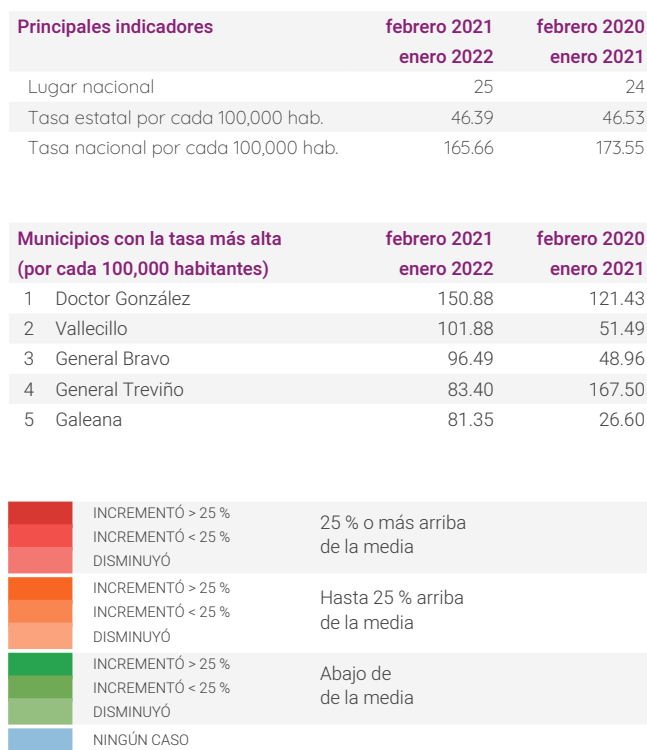 Principales indicadores febrero 2021 febrero 2020
enero 2022 enero 2021
Lugar nacional 25 24
Tasa estatal por cada 100,000 hab. 46.39 46.53
Tasa nacional por cada 100,000 hab. 165.66 173.55
Municipios con la tasa más alta febrero 2021 febrero 2020
(por cada 100,000 habitantes) enero 2022 enero 2021
1 Doctor González 150.88 121.43
2 Vallecillo 101.88 51.49
3 General Bravo 96.49 48.96
4 General Treviño 83.40 167.50
5 Galeana 81.35 26.60
INCREMENTÓ > 25 %
INCREMENTÓ < 25 %
DISMINUYÓ
25 % o más arriba
de la media
INCREMENTÓ > 25 %
INCREMENTÓ < 25 %
DISMINUYÓ
Hasta 25 % arriba
de la media
INCREMENTÓ > 25 %
INCREMENTÓ < 25 %
DISMINUYÓ
Abajo de
de la media
NINGÚN CASO